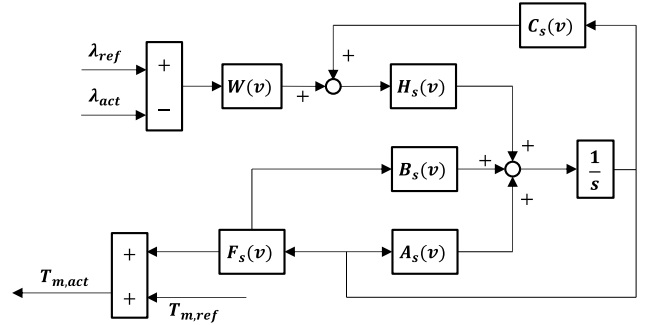 C_s(v)
λ_ref
+
+
−
λ_act
W(v)
+
H_s(v)
+
B_s(v)
+
1/s
+
A_s(v)
F_s(v)
+
+
T_m,act
T_m,ref